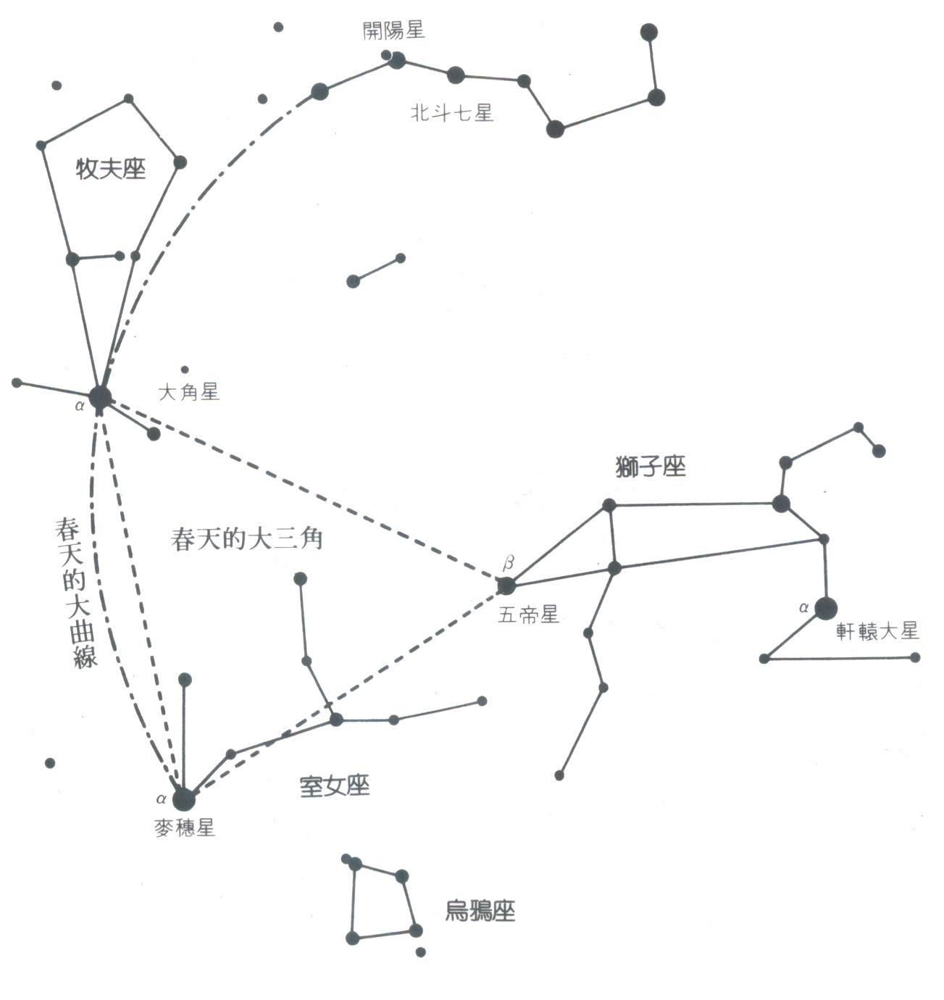 開陽星
北斗七星
牧夫座
大角星
α
獅子座
春天的大三角
春天的大曲線
β
五帝星
α
軒轅大星
室女座
α
麥穗星
烏鴉座